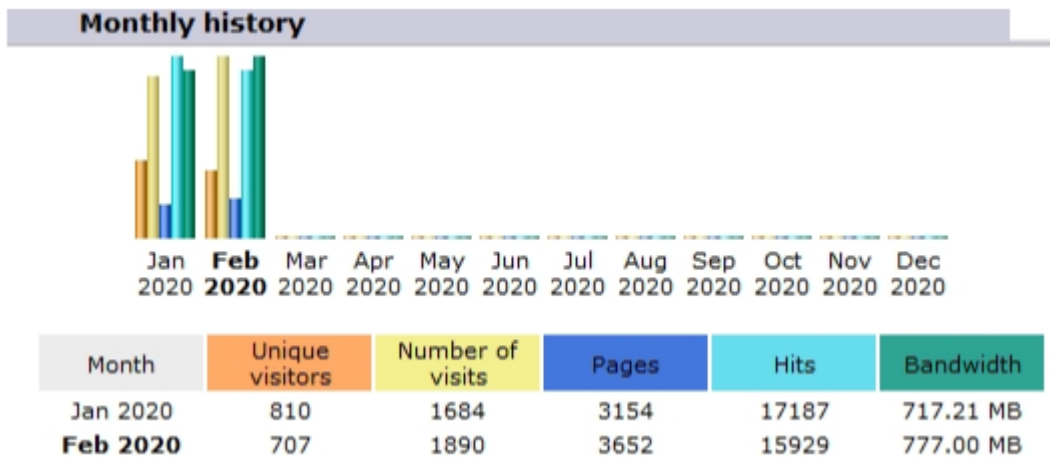 Monthly history
Jan Feb Mar Apr May Jun Jul Aug Sep Oct Nov Dec
2020 2020 2020 2020 2020 2020 2020 2020 2020 2020 2020 2020
Month Unique visitors Number of visits Pages Hits Bandwidth
Jan 2020 810 1684 3154 17187 717.21 MB
Feb 2020 707 1890 3652 15929 777.00 MB